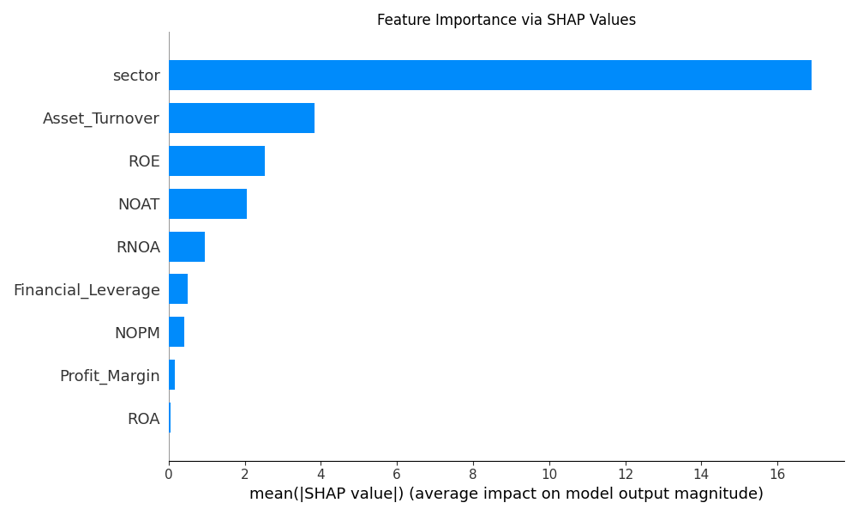 Feature Importance via SHAP Values
sector
Asset_Turnover
ROE
NOAT
RNOA
Financial_Leverage
NOPM
Profit_Margin
ROA
0 2 4 6 8 10 12 14 16
mean(|SHAP value|) (average impact on model output magnitude)